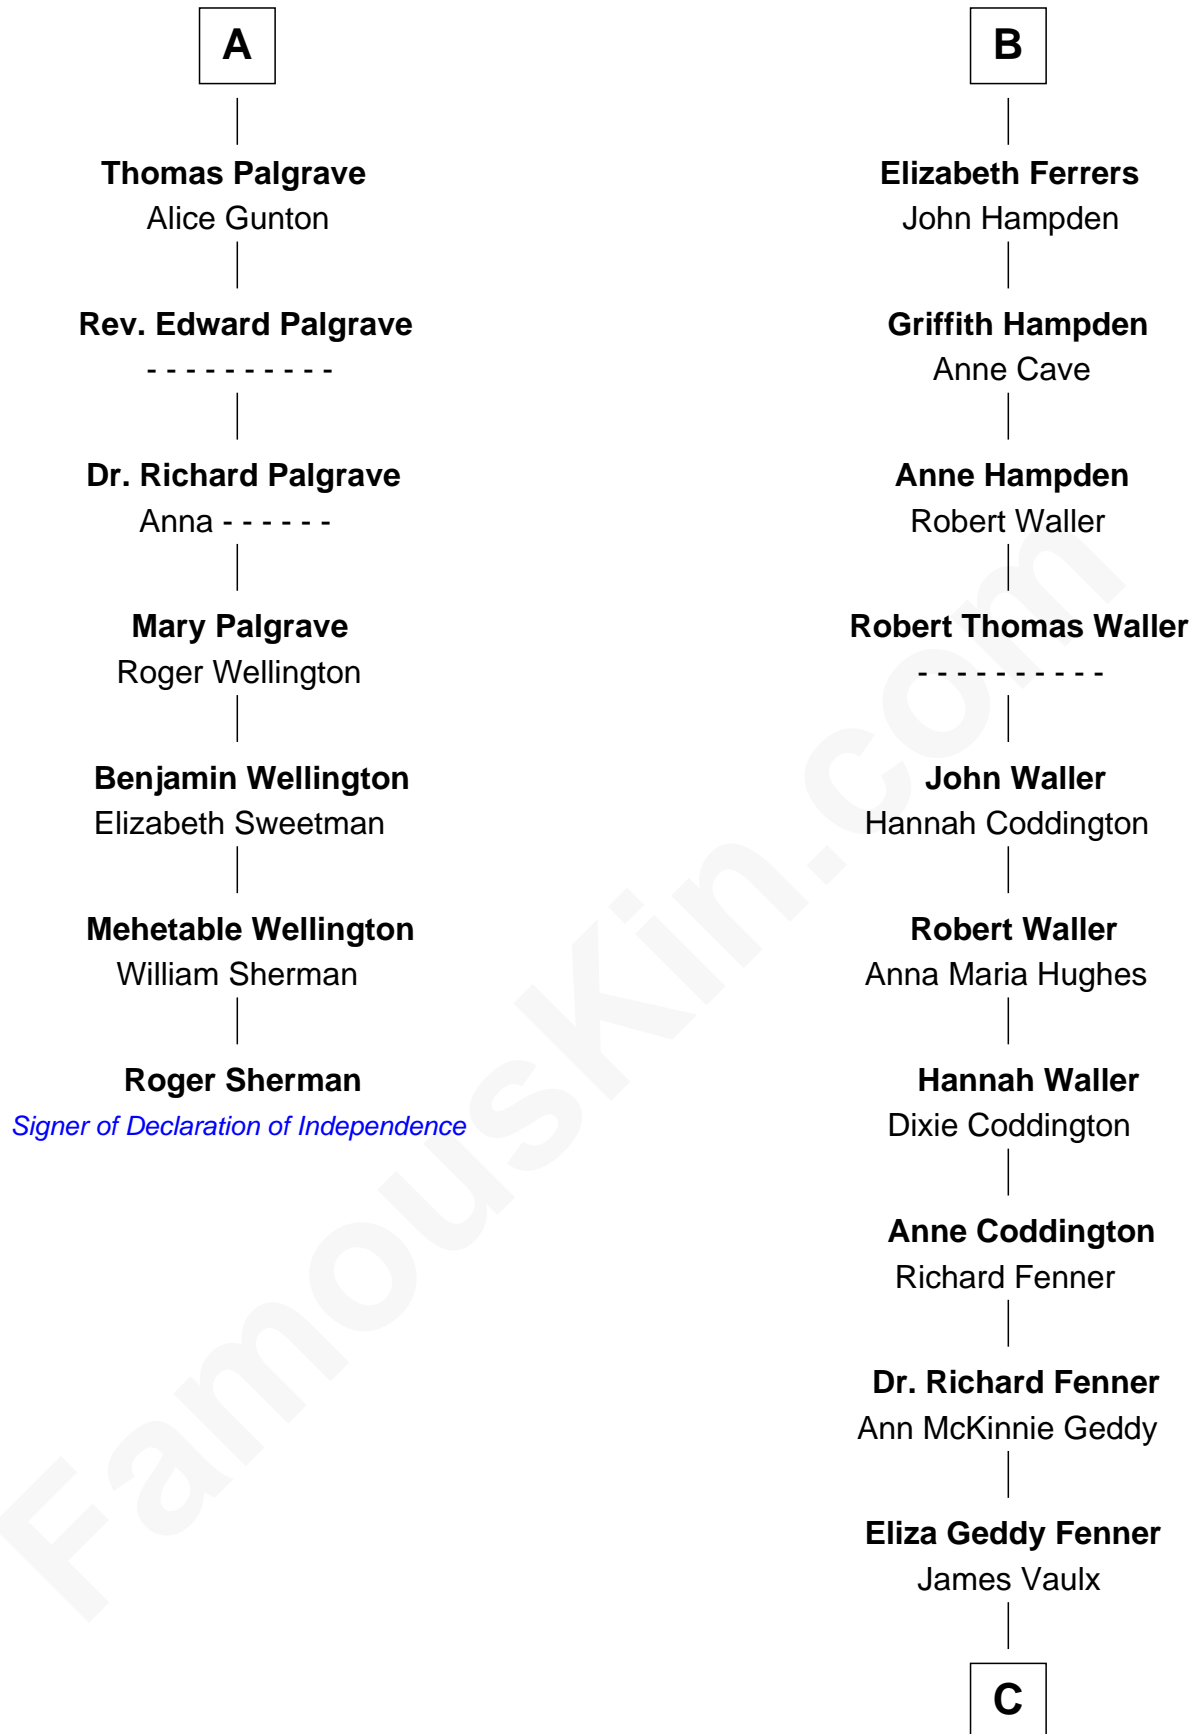 A
Thomas Palgrave
Alice Gunton
Rev. Edward Palgrave
- - - - - - - - - -
Dr. Richard Palgrave
Anna - - - - - -
Mary Palgrave
Roger Wellington
Benjamin Wellington
Elizabeth Sweetman
Mehetable Wellington
William Sherman
Roger Sherman
Signer of Declaration of Independence
B
Elizabeth Ferrers
John Hampden
Griffith Hampden
Anne Cave
Anne Hampden
Robert Waller
Robert Thomas Waller
- - - - - - - - - -
John Waller
Hannah Coddington
Robert Waller
Anna Maria Hughes
Hannah Waller
Dixie Coddington
Anne Coddington
Richard Fenner
Dr. Richard Fenner
Ann McKinnie Geddy
Eliza Geddy Fenner
James Vaulx
C
FamousKin.com